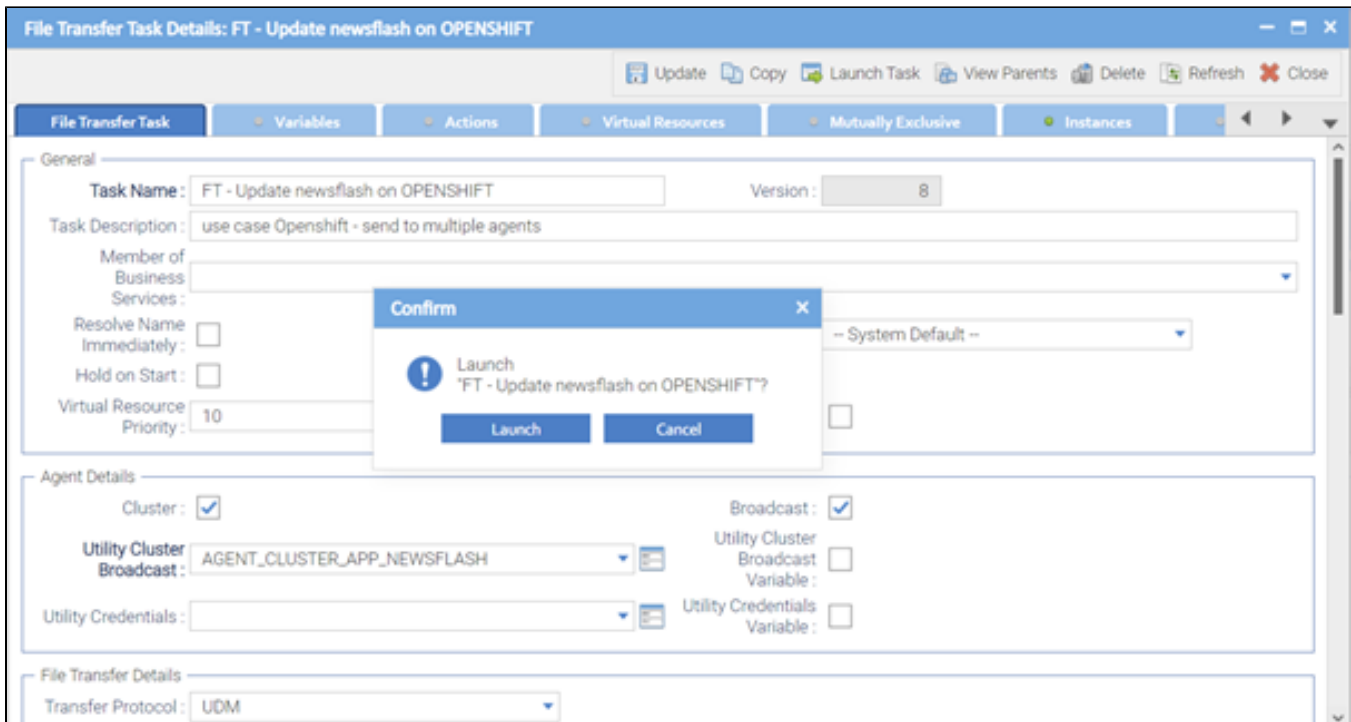 File Transfer Task Details: FT - Update newsflash on OPENSHIFT
Update Copy Launch Task View Parents Delete Refresh Close
File Transfer Task Variables Actions Virtual Resources Mutually Exclusive Instances
General
Task Name : FT - Update newsflash on OPENSHIFT Version : 8
Task Description : use case Openshift - send to multiple agents
Member of
Business
Services :
Resolve Name
Immediately :
-- System Default --
Hold on Start :
Virtual Resource
Priority : 10
Confirm
Launch
"FT - Update newsflash on OPENSHIFT"?
Launch Cancel
Agent Details
Cluster : Broadcast :
Utility Cluster
Broadcast : AGENT_CLUSTER_APP_NEWSFLASH
Utility Cluster
Broadcast
Variable :
Utility Credentials :
Utility Credentials
Variable :
File Transfer Details
Transfer Protocol : UDM